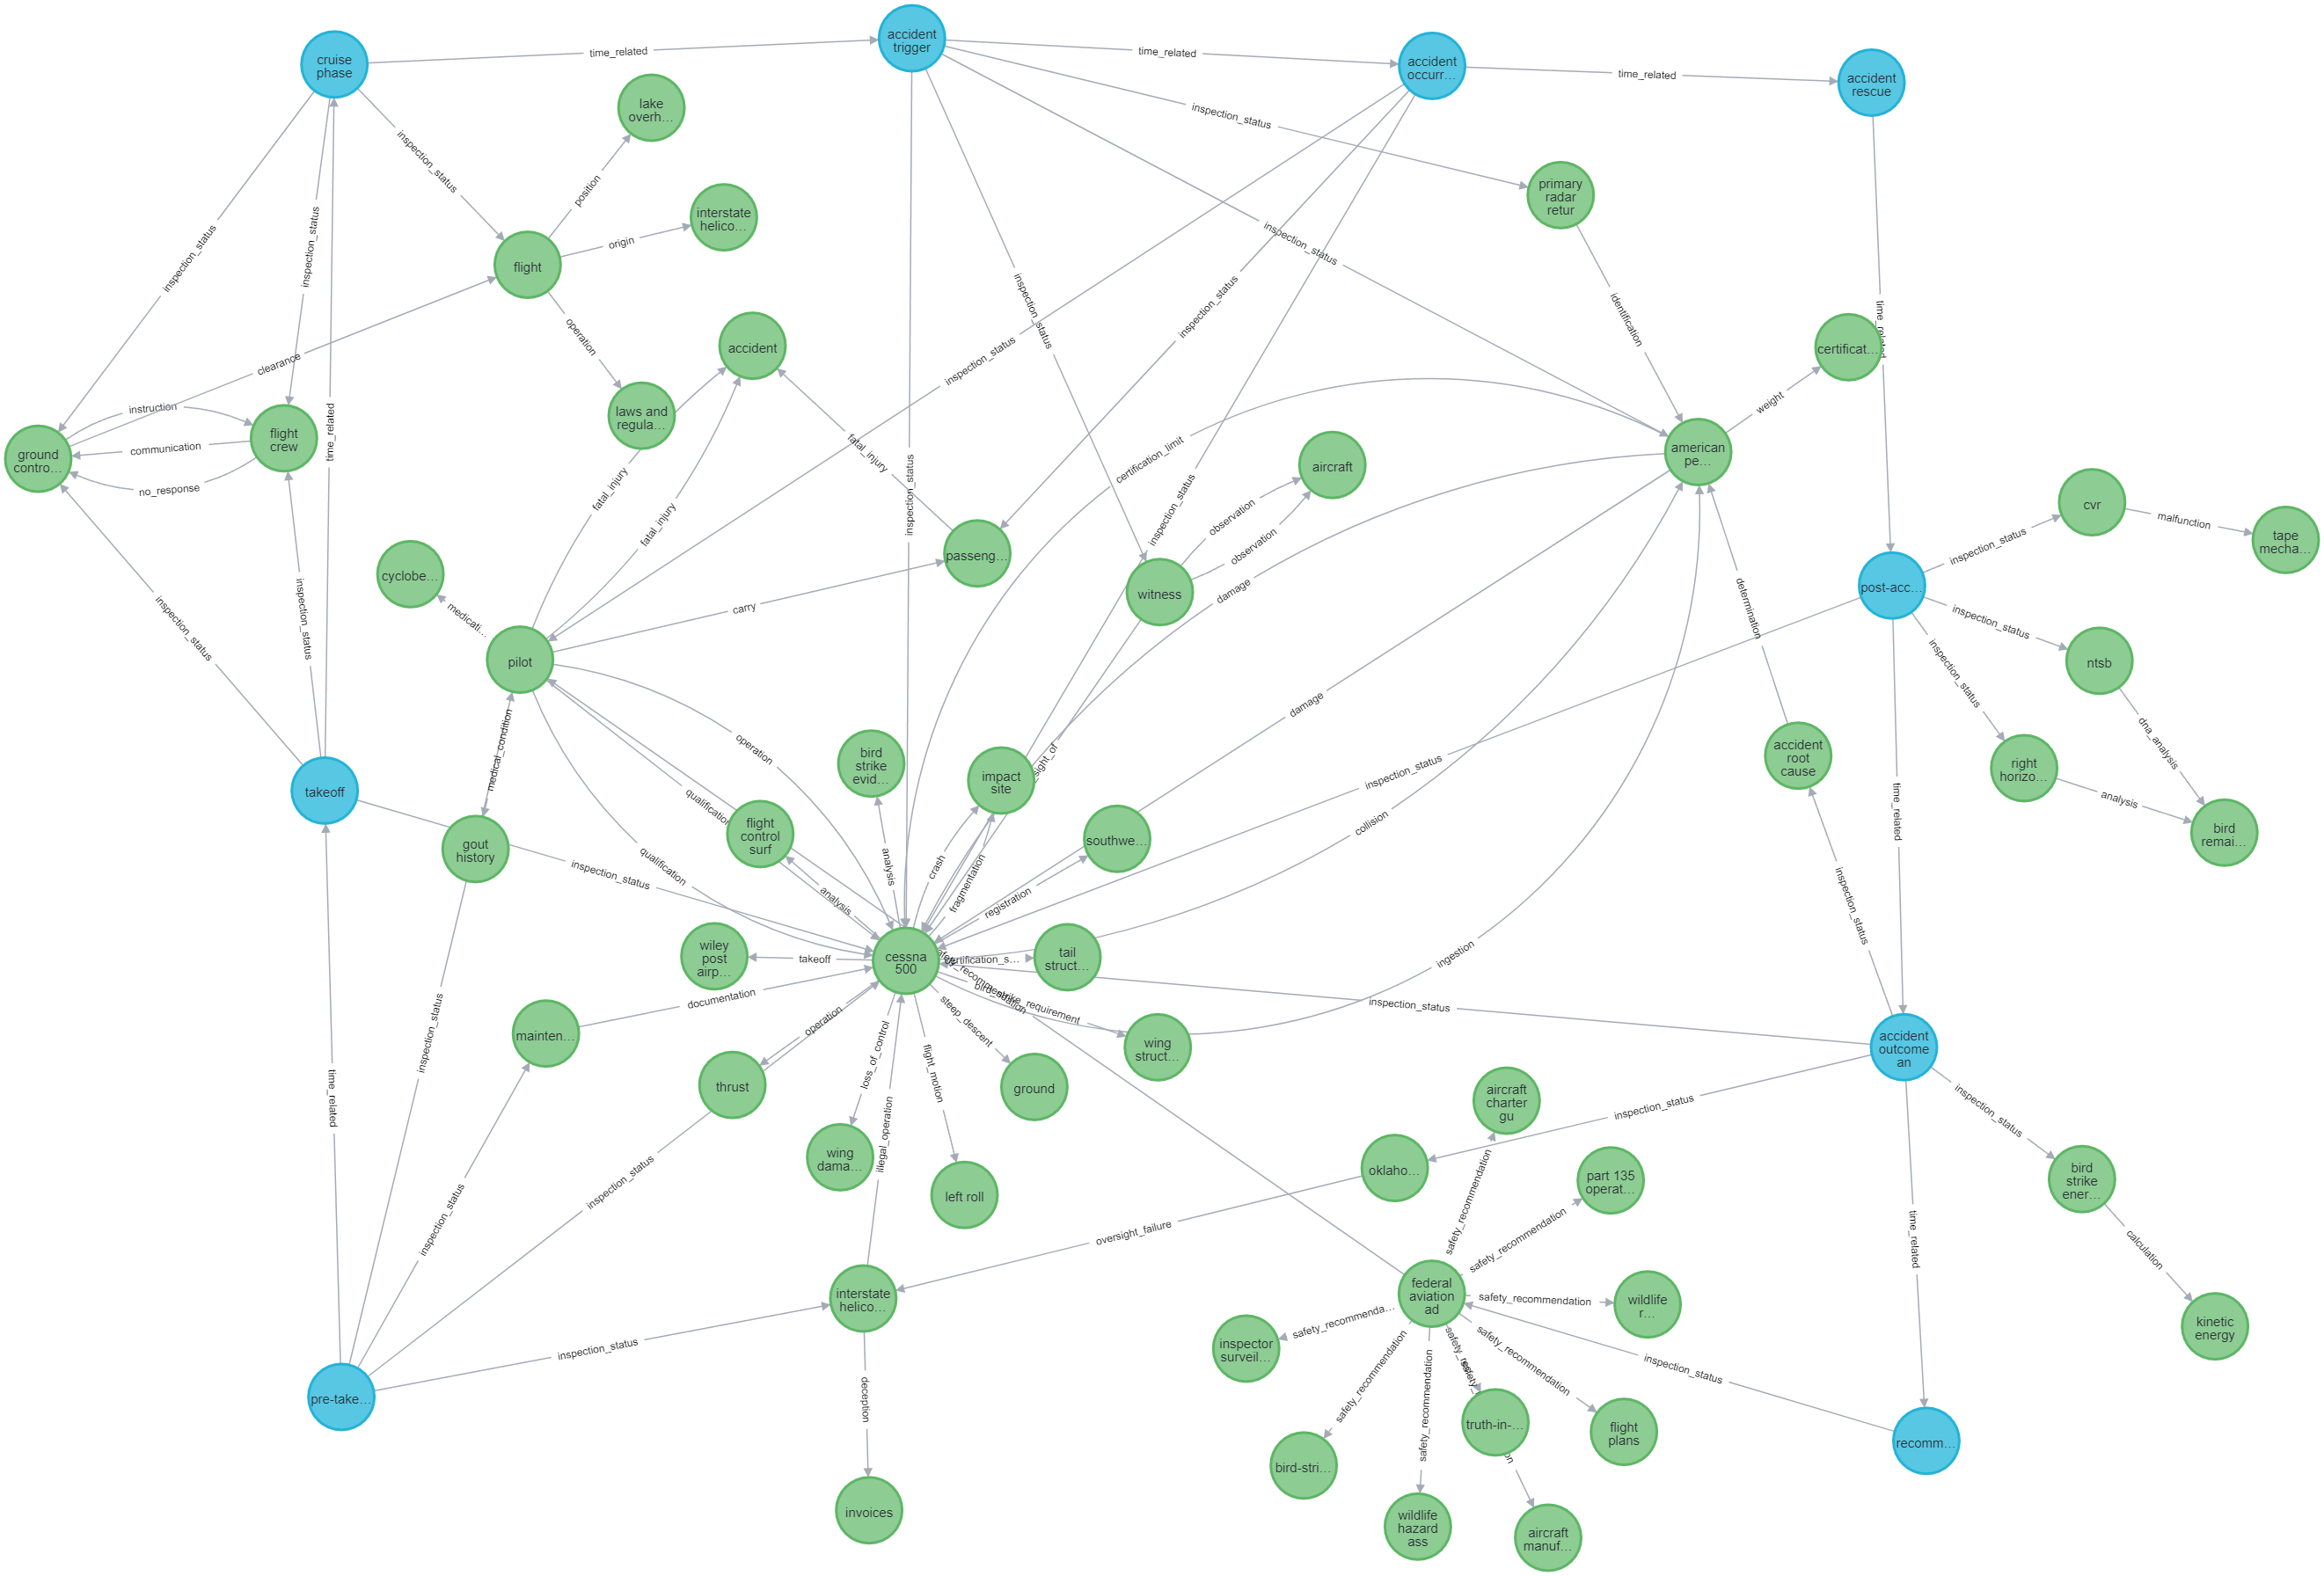 cruise
phase
time_related
accident
trigger
time_related
accident
occurr...
time_related
accident
rescue
lake
overh...
inspection_status
inspection_status
position
primary
radar
retur
interstate
helico...
origin
inspection_status
inspection_status
flight
inspection_status
inspection_status
inspection_status
identification
time_related
operation
accident
inspection_status
certificat...
clearance
weight
instruction
laws and
regula...
flight
crew
communication
ground
contro...
no_response
time_related
fatal_injury
certification_limit
american
pe...
aircraft
fatal_injury
fatal_injury
inspection_status
inspection_status
observation
observation
cvr
malfunction
tape
mecha...
passeng...
inspection_status
cyclobe...
medicati...
carry
witness
damage
post-acc...
inspection_status
inspection_status
inspection_status
determination
inspection_status
ntsb
pilot
inspection_status
damage
dna_analysis
medical_condition
operation
bird
strike
evid...
impact
site
sight_of
accident
root
cause
right
horizo...
analysis
bird
remai...
takeoff
qualification
inspection_status
time_related
flight
control
surf
gout
history
qualification
analysis
crash
fragmentation
southwe...
collision
inspection_status
analysis
registration
inspection_status
wiley
post
airp...
takeoff
cessna
500
certification_s...
tail
struct...
ingestion
documentation
safety_recommendation
bird_strike_requirement
inspection_status
mainten...
operation
steep_descent
wing
struct...
accident
outcome
an
inspection_status
loss_of_control
flight_motion
thrust
ground
time_related
aircraft
charter
gu
inspection_status
inspection_status
wing
dama...
illegal_operation
inspection_status
inspection_status
left roll
oklaho...
part 135
operat...
bird
strike
ener...
safety_recommendation
safety_recommendation
oversight_failure
time_related
calculation
interstate
helico...
federal
aviation
ad
safety_recommendation
wildlife
r...
safety_recommenda...
inspector
surveil...
kinetic
energy
inspection_status
inspection_status
pre-take...
deception
safety_recommendation
safety_recommendation
safety_recommendation
truth-in-...
flight
plans
recomm...
bird-stri...
invoices
wildlife
hazard
ass
aircraft
manuf...